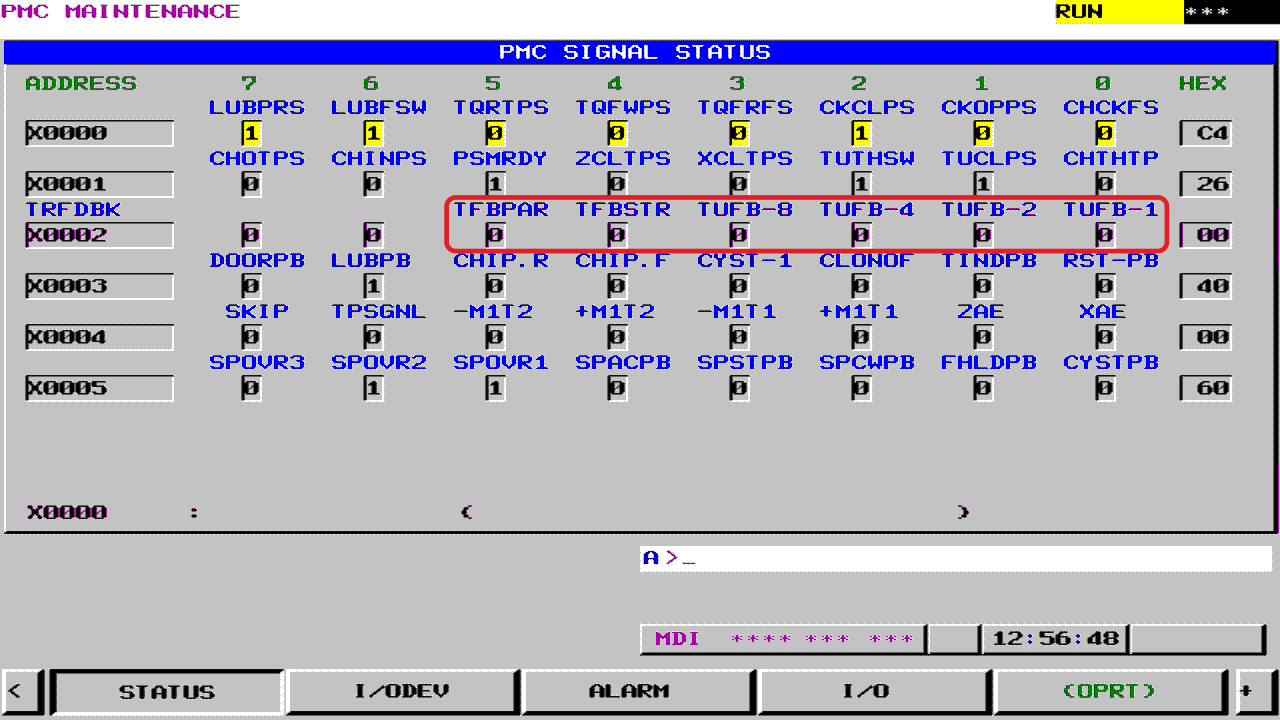 PMC MAINTENANCE RUN ***
PMC SIGNAL STATUS
ADDRESS 7 6 5 4 3 2 1 0 HEX
LUBPRS LUBFSW TQRTPS TQFWPS TQFRFS CKCLPS CKOPPS CHCKFS
X0000 1 1 0 0 0 1 0 0 C4
CHOTPS CHINPS PSMRDY ZCLTPS XCLTPS TUTHSW TUCLPS CHTHTP
X0001 0 0 1 0 0 1 1 0 26
TRFDBK TFBPAR TFBSTR TUFB-8 TUFB-4 TUFB-2 TUFB-1
X0002 0 0 0 0 0 0 0 0 00
DOORPB LUBPB CHIP.R CHIP.F CYST-1 CLONOF TINDPB RST-PB
X0003 0 1 0 0 0 0 0 0 40
SKIP TPSGNL -M1T2 +M1T2 -M1T1 +M1T1 ZAE XAE
X0004 0 0 0 0 0 0 0 0 00
SPOVR3 SPOVR2 SPOVR1 SPACPB SPSTPB SPCWPB FHLDPB CYSTPB
X0005 0 1 1 0 0 0 0 0 60
X0000 : ( )
A >_
MDI **** *** *** 12:56:48
< STATUS I/ODEV ALARM I/O (OPRT) +